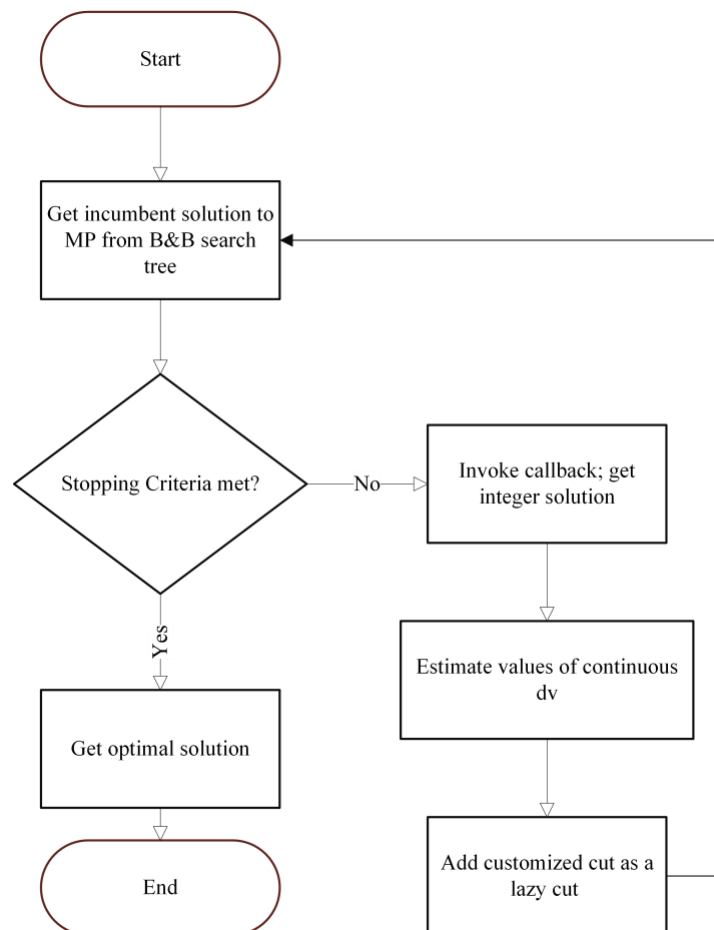 Start
Get incumbent solution to
MP from B&B search
tree
Stopping Criteria met?
No
Invoke callback; get
integer solution
Yes
Estimate values of continuous
dv
Get optimal solution
Add customized cut as a
lazy cut
End